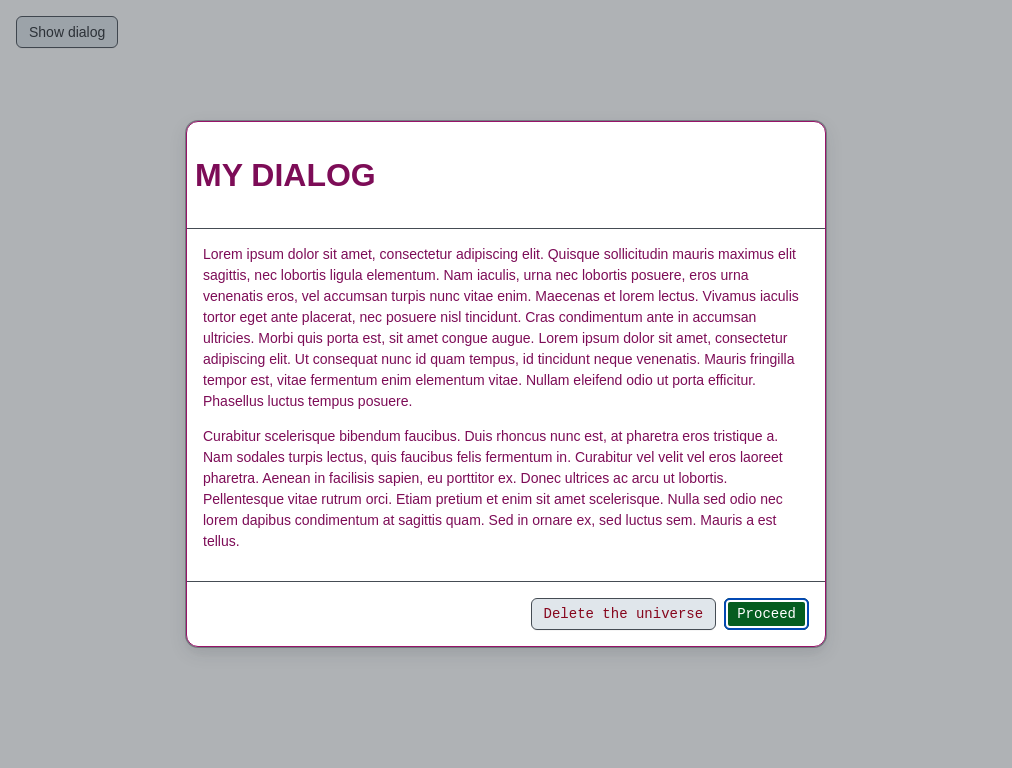 Show dialog
MY DIALOG
Lorem ipsum dolor sit amet, consectetur adipiscing elit. Quisque sollicitudin mauris maximus elit
sagittis, nec lobortis ligula elementum. Nam iaculis, urna nec lobortis posuere, eros urna
venenatis eros, vel accumsan turpis nunc vitae enim. Maecenas et lorem lectus. Vivamus iaculis
tortor eget ante placerat, nec posuere nisl tincidunt. Cras condimentum ante in accumsan
ultricies. Morbi quis porta est, sit amet congue augue. Lorem ipsum dolor sit amet, consectetur
adipiscing elit. Ut consequat nunc id quam tempus, id tincidunt neque venenatis. Mauris fringilla
tempor est, vitae fermentum enim elementum vitae. Nullam eleifend odio ut porta efficitur.
Phasellus luctus tempus posuere.
Curabitur scelerisque bibendum faucibus. Duis rhoncus nunc est, at pharetra eros tristique a.
Nam sodales turpis lectus, quis faucibus felis fermentum in. Curabitur vel velit vel eros laoreet
pharetra. Aenean in facilisis sapien, eu porttitor ex. Donec ultrices ac arcu ut lobortis.
Pellentesque vitae rutrum orci. Etiam pretium et enim sit amet scelerisque. Nulla sed odio nec
lorem dapibus condimentum at sagittis quam. Sed in ornare ex, sed luctus sem. Mauris a est
tellus.
Delete the universe Proceed